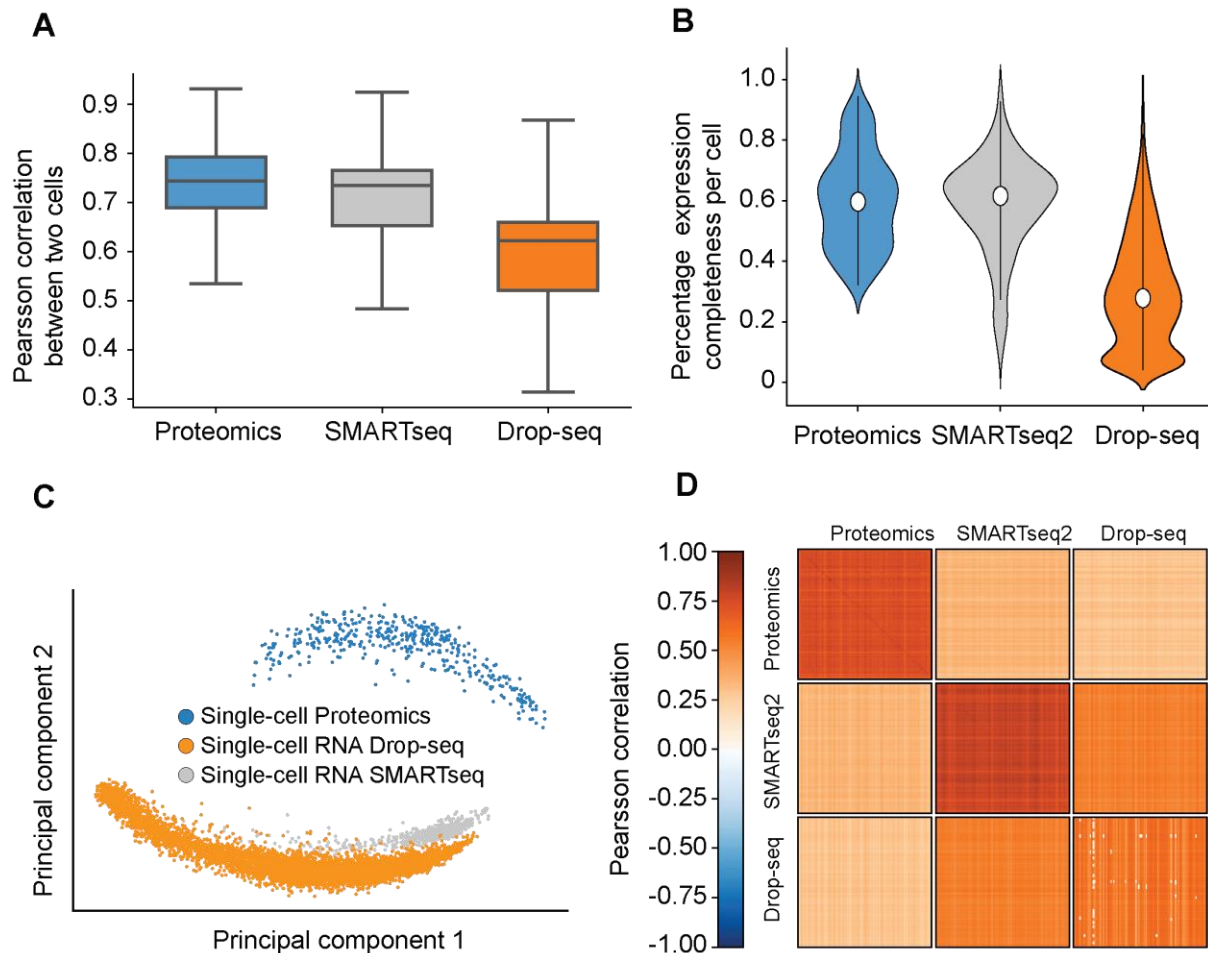 A
Pearsson correlation
between two cells
0.9
0.8
0.7
0.6
0.5
0.4
0.3
Proteomics
SMARTseq
Drop-seq
B
Percentage expression
completeness per cell
1.0
0.8
0.6
0.4
0.2
0
Proteomics
SMARTseq2
Drop-seq
C
Principal component 2
Single-cell Proteomics
Single-cell RNA Drop-seq
Single-cell RNA SMARTseq
Principal component 1
D
Pearsson correlation
1.00
0.75
0.50
0.25
0.00
-0.25
-0.50
-0.75
-1.00
Proteomics
SMARTseq2
Drop-seq
Proteomics
SMARTseq2
Drop-seq